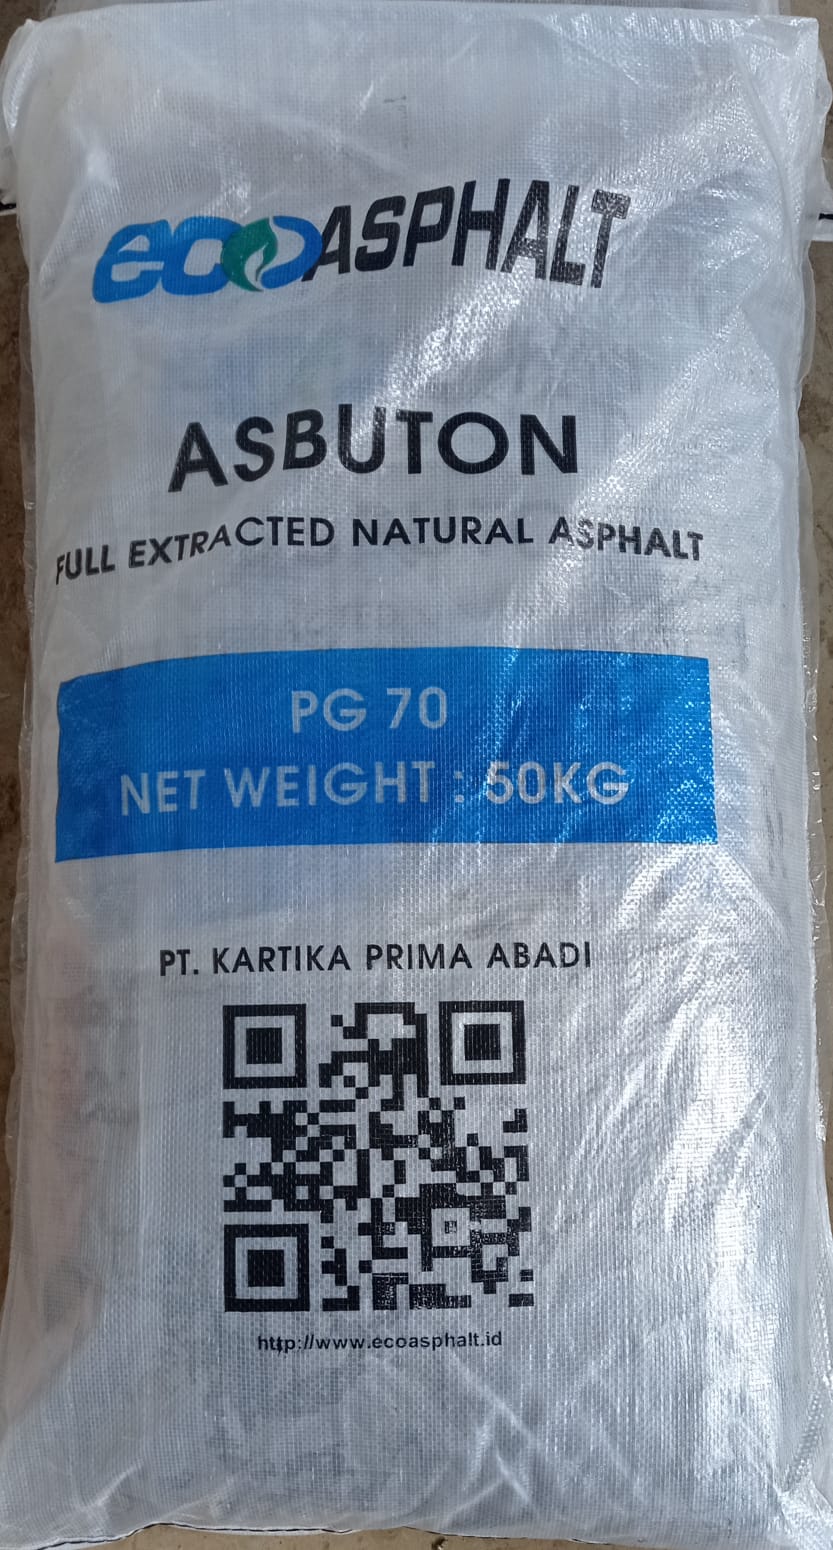 ecoASPHALT
ASBUTON
FULL EXTRACTED NATURAL ASPHALT
PG 70
NET WEIGHT : 50KG
PT. KARTIKA PRIMA ABADI
http://www.ecoasphalt.id